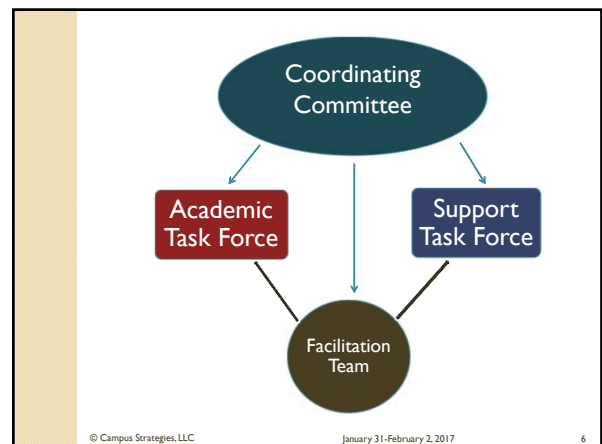 Coordinating
Committee
Academic
Task Force
Support
Task Force
Facilitation
Team
© Campus Strategies, LLC
January 31-February 2, 2017
6